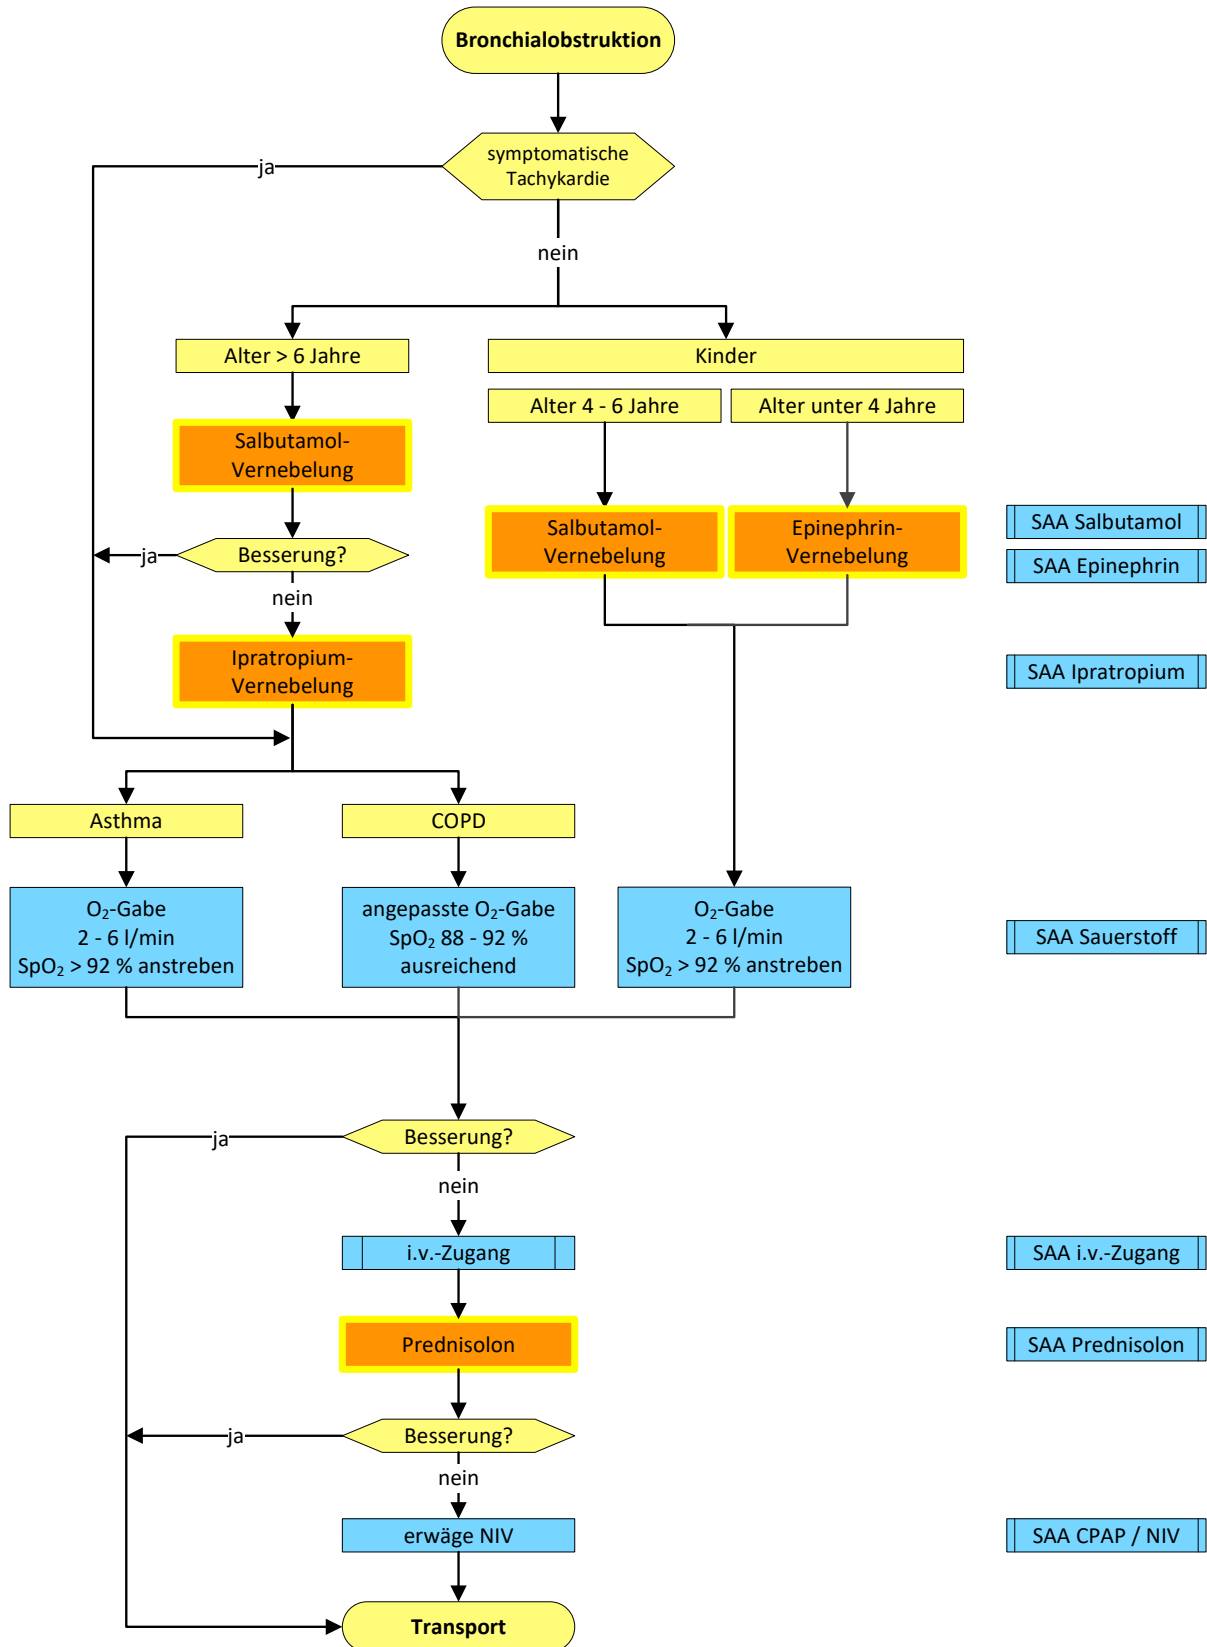 Bronchialobstruktion
symptomatische
Tachykardie
ja
nein
Alter > 6 Jahre
Kinder
Alter 4 - 6 Jahre
Alter unter 4 Jahre
Salbutamol-
Vernebelung
Salbutamol-
Vernebelung
Epinephrin-
Vernebelung
SAA Salbutamol
Besserung?
ja
SAA Epinephrin
nein
Ipratropium-
Vernebelung
SAA Ipratropium
Asthma
COPD
O₂-Gabe
2 - 6 l/min
SpO₂ > 92 % anstreben
angepasste O₂-Gabe
SpO₂ 88 - 92 %
ausreichend
O₂-Gabe
2 - 6 l/min
SpO₂ > 92 % anstreben
SAA Sauerstoff
Besserung?
ja
nein
i.v.-Zugang
SAA i.v.-Zugang
Prednisolon
SAA Prednisolon
Besserung?
ja
nein
erwäge NIV
SAA CPAP / NIV
Transport